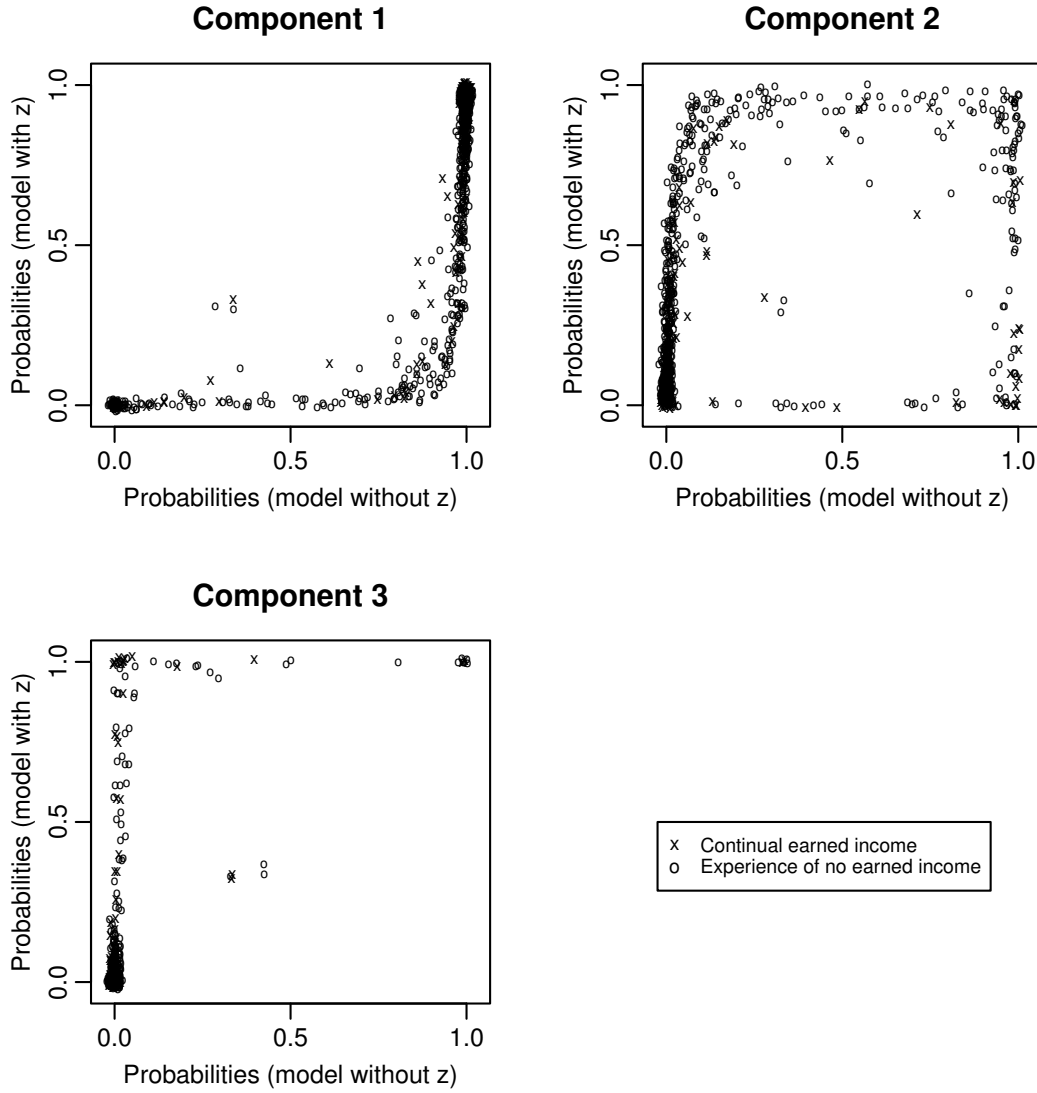 Component 1
Probabilities (model with z)
1.0
0.5
0.0
0.0 0.5 1.0
Probabilities (model without z)
Component 2
Probabilities (model with z)
1.0
0.5
0.0
0.0 0.5 1.0
Probabilities (model without z)
Component 3
Probabilities (model with z)
1.0
0.5
0.0
0.0 0.5 1.0
Probabilities (model without z)
x Continual earned income
o Experience of no earned income